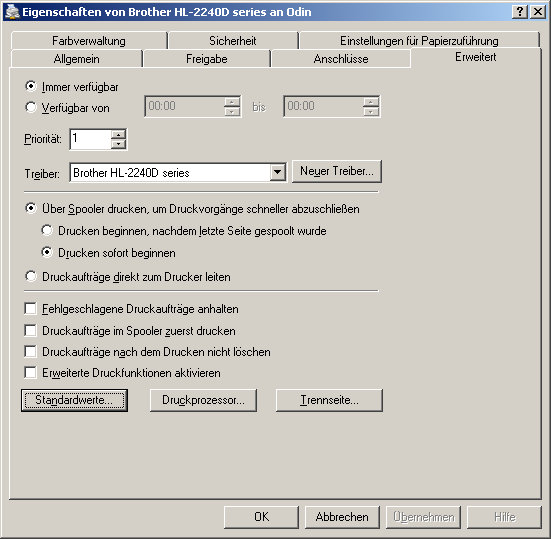 Eigenschaften von Brother HL-2240D series an Odin
Farbverwaltung Sicherheit Einstellungen für Papierzuführung
Allgemein Freigabe Anschlüsse Erweitert
Immer verfügbar
Verfügbar von 00:00 bis 00:00
Priorität: 1
Treiber: Brother HL-2240D series Neuer Treiber...
Über Spooler drucken, um Druckvorgänge schneller abzuschließen
Drucken beginnen, nachdem letzte Seite gespoolt wurde
Drucken sofort beginnen
Druckaufträge direkt zum Drucker leiten
Fehlgeschlagene Druckaufträge anhalten
Druckaufträge im Spooler zuerst drucken
Druckaufträge nach dem Drucken nicht löschen
Erweiterte Druckfunktionen aktivieren
Standardwerte... Druckprozessor... Trennseite...
OK Abbrechen Übernehmen Hilfe